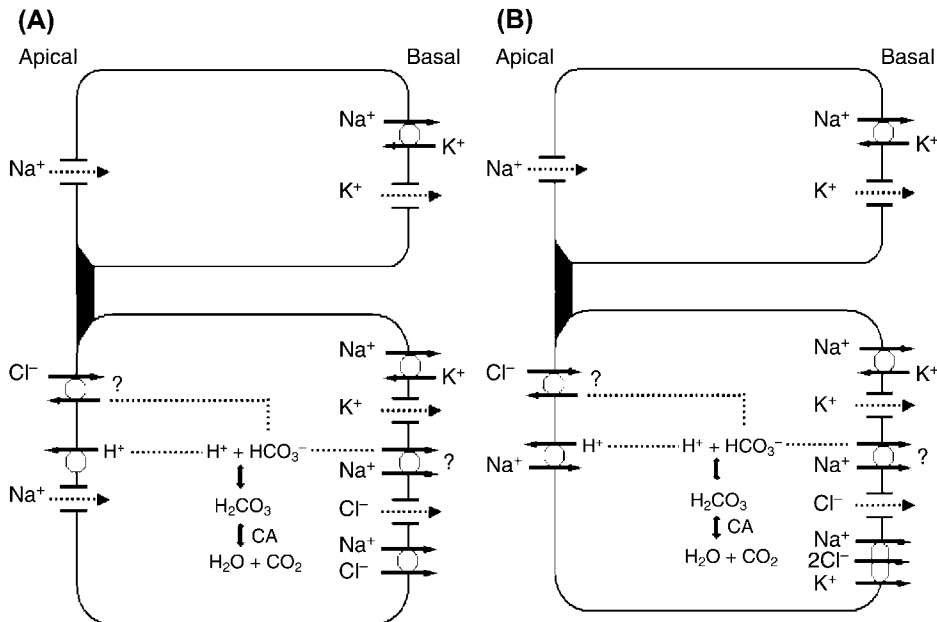 (A)
Apical
Basal
Na⁺
K⁺
Na⁺
K⁺
Cl⁻
?
Na⁺
K⁺
K⁺
H⁺
H⁺ + HCO₃⁻
?
Na⁺
Na⁺
H₂CO₃
Cl⁻
CA
Na⁺
H₂O + CO₂
Cl⁻
(B)
Apical
Basal
Na⁺
K⁺
Na⁺
K⁺
Na⁺
Cl⁻
?
K⁺
K⁺
H⁺
H⁺ + HCO₃⁻
?
Na⁺
Na⁺
H₂CO₃
Cl⁻
CA
Na⁺
H₂O + CO₂
2Cl⁻
K⁺